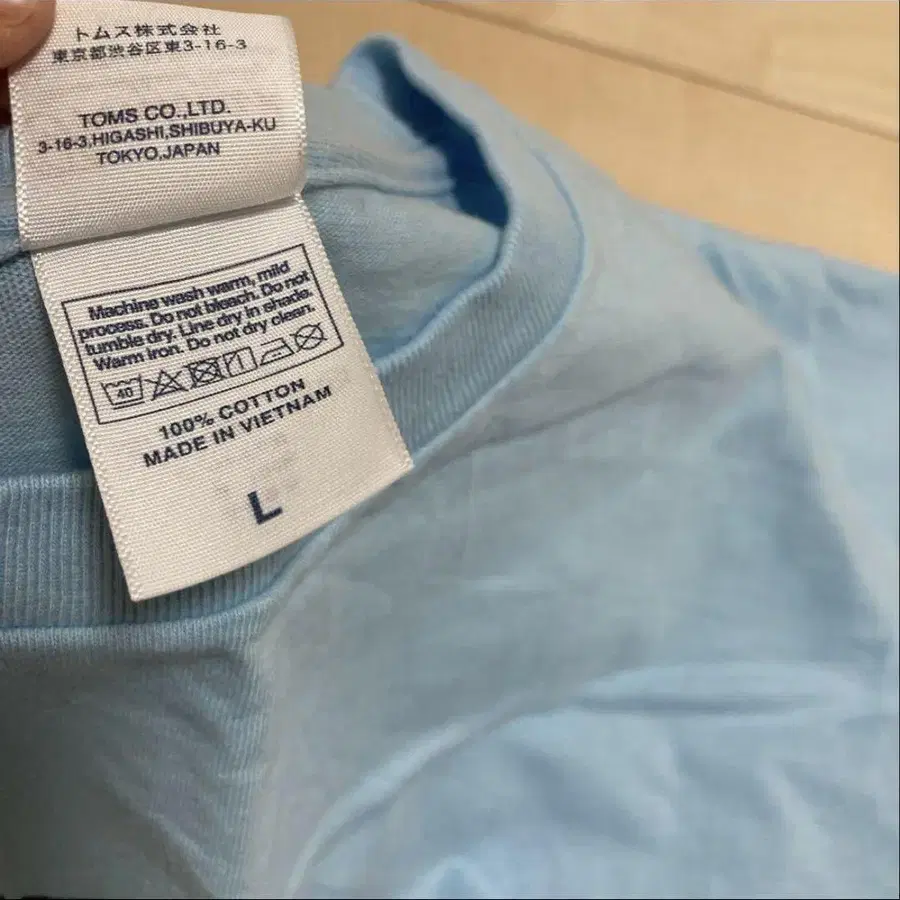 トムス株式会社
東京都渋谷区東3-16-3
TOMS CO.,LTD.
3-16-3,HIGASHI,SHIBUYA-KU
TOKYO,JAPAN
Machine wash warm, mild
process. Do not bleach. Do not
tumble dry. Line dry in shade.
Warm iron. Do not dry clean.
40
100% COTTON
MADE IN VIETNAM
L